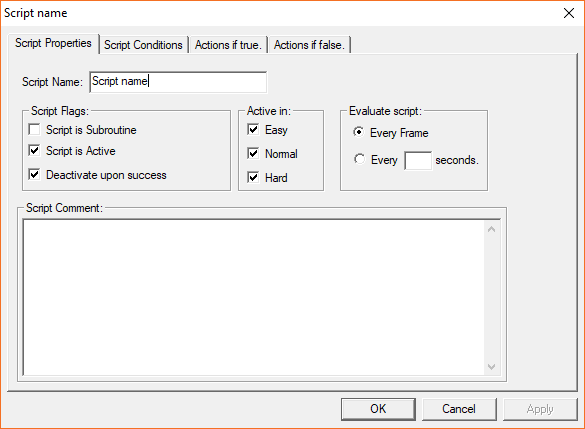 Script name
Script Properties Script Conditions Actions if true. Actions if false.
Script Name: Script name
Script Flags: Active in: Evaluate script:
Script is Subroutine Easy Every Frame
Script is Active Normal Every seconds.
Deactivate upon success Hard
Script Comment:
OK Cancel Apply